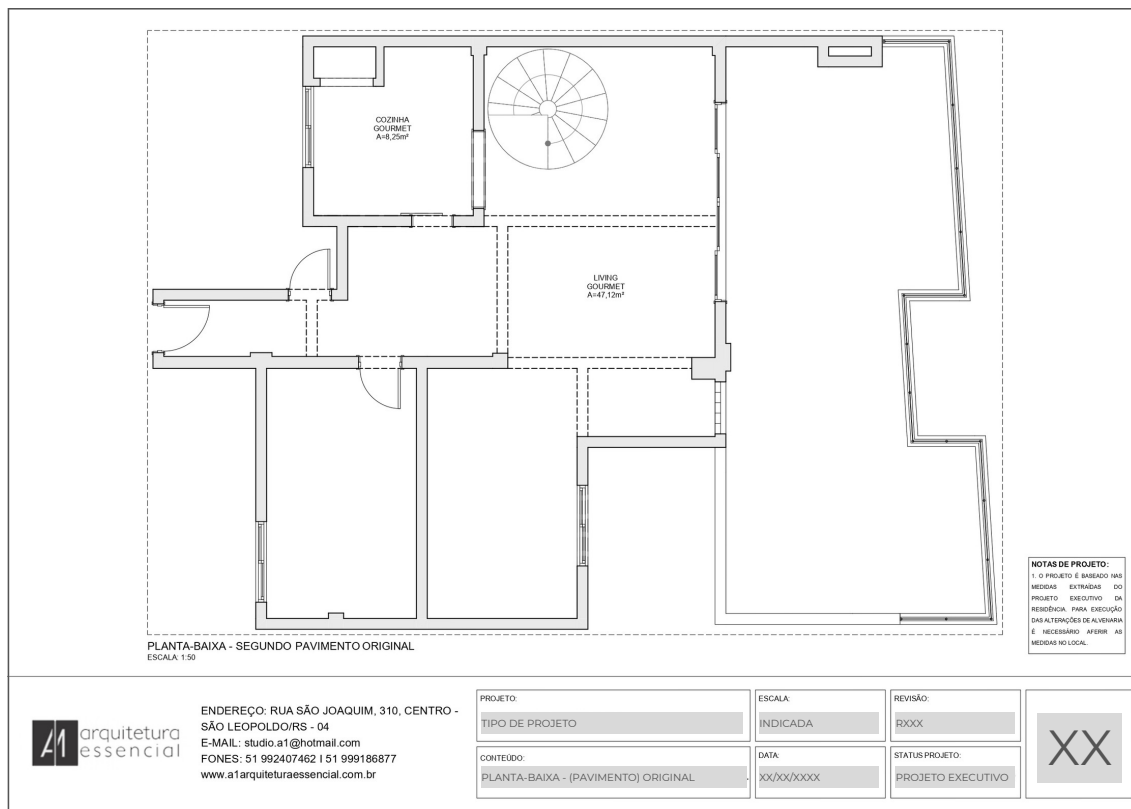 COZINHA
GOURMET
A=8,25m²
LIVING
GOURMET
A=47,12m²
NOTAS DE PROJETO:
1. O PROJETO É BASEADO NAS
MEDIDAS EXTRAÍDAS DO
PROJETO EXECUTIVO DA
RESIDÊNCIA. PARA EXECUÇÃO
DAS ALTERAÇÕES DE ALVENARIA
É NECESSÁRIO AFERIR AS
MEDIDAS NO LOCAL.
PLANTA-BAIXA - SEGUNDO PAVIMENTO ORIGINAL
ESCALA: 1:50
A1 arquitetura
essencial
ENDEREÇO: RUA SÃO JOAQUIM, 310, CENTRO -
SÃO LEOPOLDO/RS - 04
E-MAIL: studio.a1@hotmail.com
FONES: 51 992407462 I 51 999186877
www.a1arquiteturaessencial.com.br
PROJETO:
TIPO DE PROJETO
ESCALA:
INDICADA
REVISÃO:
RXXX
CONTEÚDO:
PLANTA-BAIXA - (PAVIMENTO) ORIGINAL
DATA:
XX/XX/XXXX
STATUS PROJETO:
PROJETO EXECUTIVO
XX